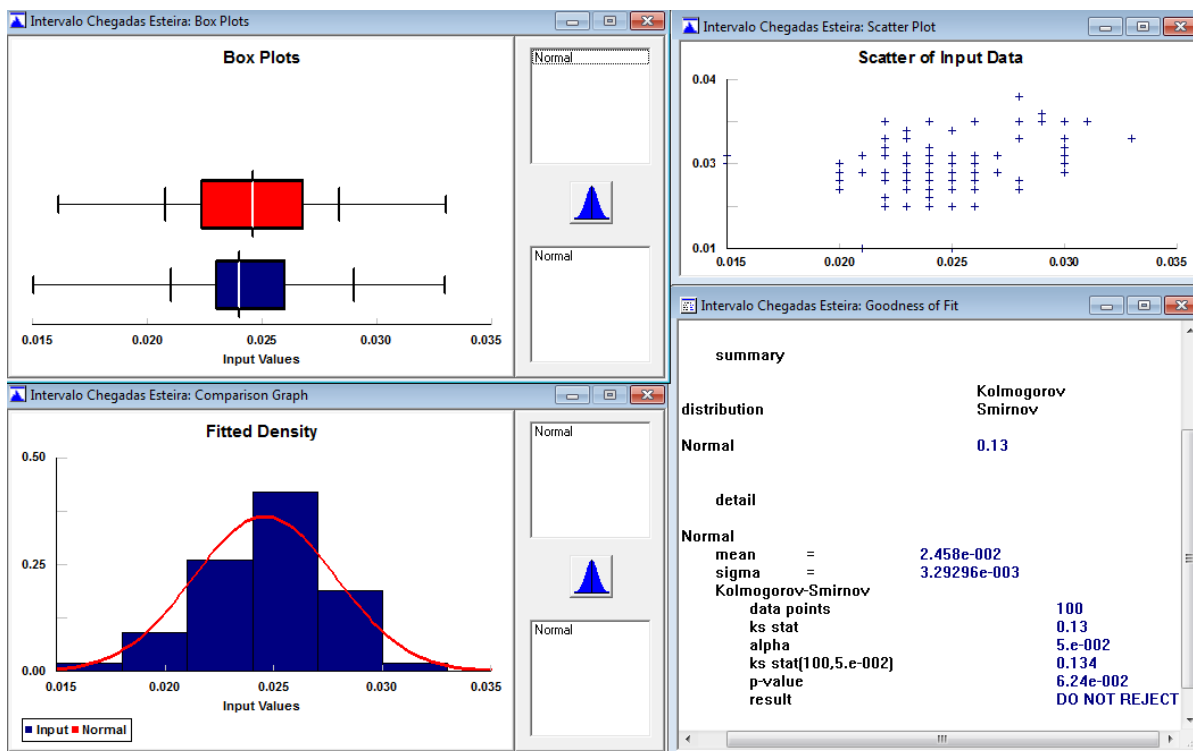 Intervalo Chegadas Esteira: Box Plots
Box Plots
0.015 0.020 0.025 0.030 0.035
Input Values
Normal
Normal
Intervalo Chegadas Esteira: Scatter Plot
Scatter of Input Data
0.04
0.03
0.01
0.015 0.020 0.025 0.030 0.035
Intervalo Chegadas Esteira: Comparison Graph
Fitted Density
0.50
0.25
0.00
0.015 0.020 0.025 0.030 0.035
Input Values
Input Normal
Normal
Normal
Intervalo Chegadas Esteira: Goodness of Fit
summary
Kolmogorov
distribution Smirnov
Normal 0.13
detail
Normal
mean = 2.458e-002
sigma = 3.29296e-003
Kolmogorov-Smirnov
data points 100
ks stat 0.13
alpha 5.e-002
ks stat(100,5.e-002) 0.134
p-value 6.24e-002
result DO NOT REJECT